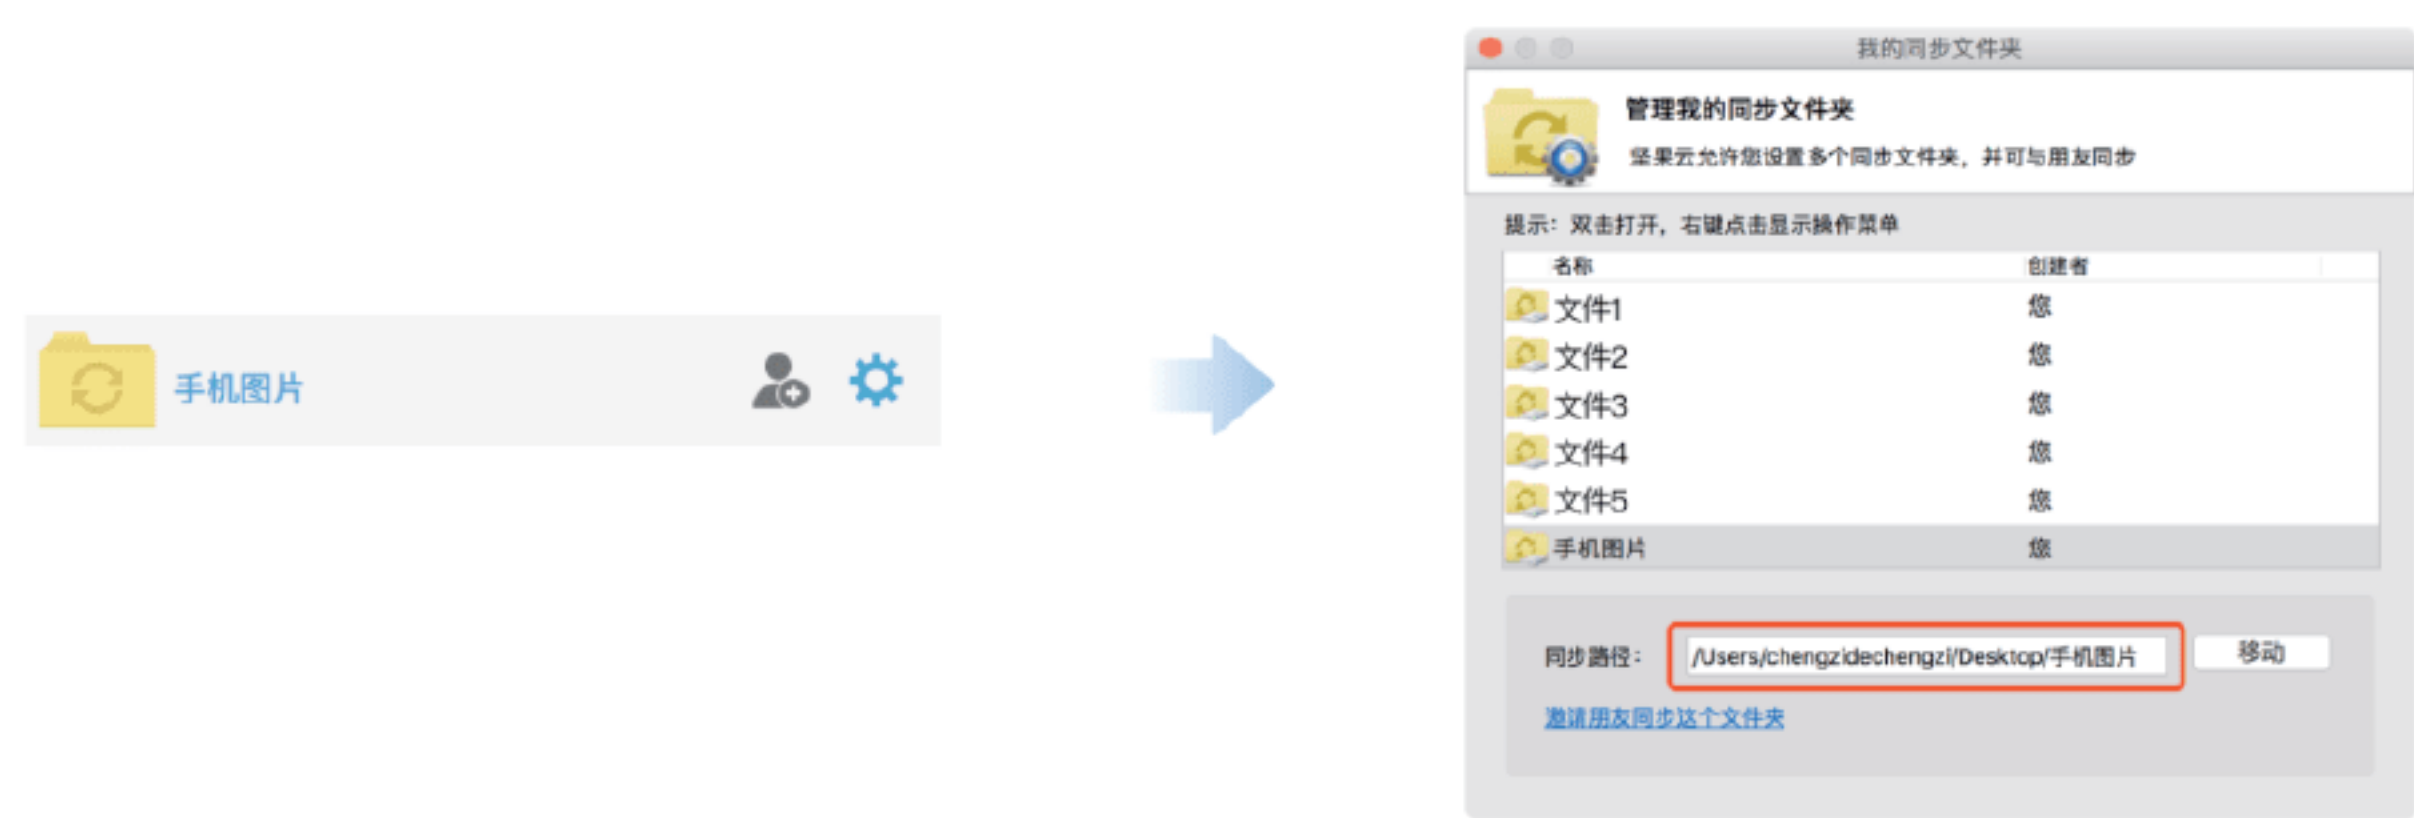 手机图片
我的同步文件夹
管理我的同步文件夹
坚果云允许您设置多个同步文件夹，并可与朋友同步
提示：双击打开，右键点击显示操作菜单
名称 创建者
文件1 您
文件2 您
文件3 您
文件4 您
文件5 您
手机图片 您
同步路径： /Users/chengzidechengzi/Desktop/手机图片 移动
邀请朋友同步这个文件夹